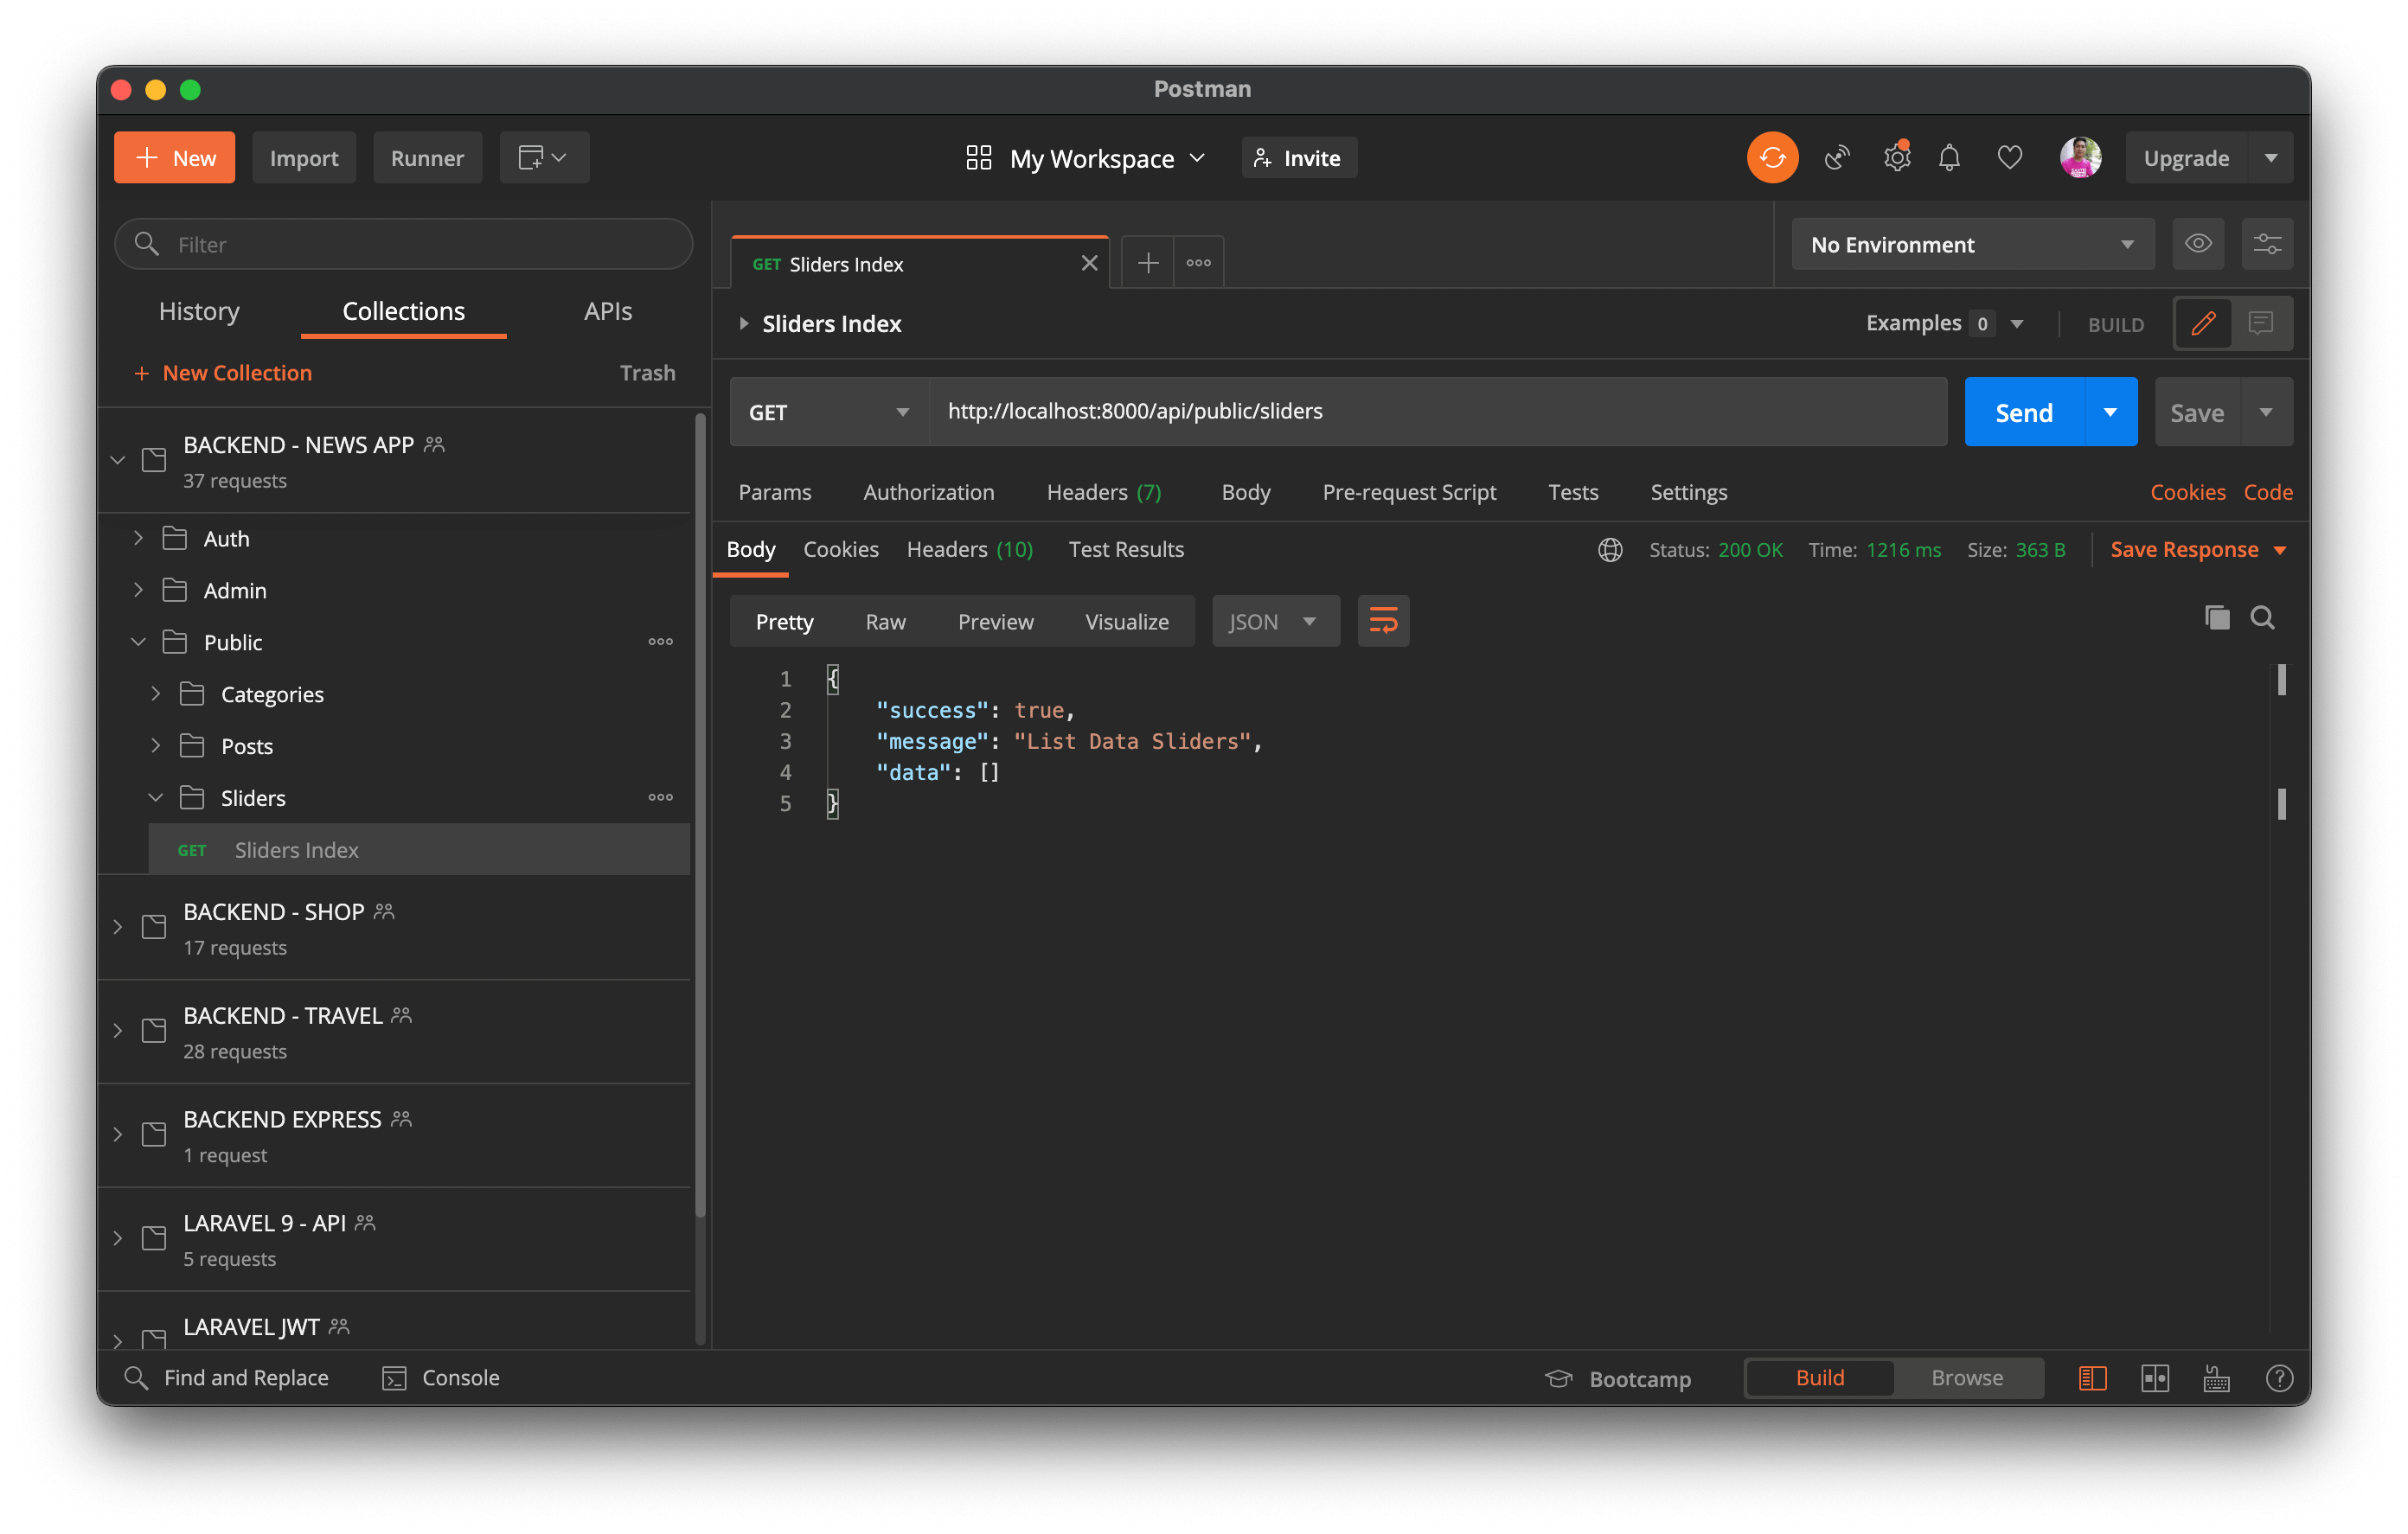 Postman
New
Import
Runner
My Workspace
Invite
Upgrade
Filter
History
Collections
APIs
+ New Collection
Trash
BACKEND - NEWS APP
37 requests
Auth
Admin
Public
Categories
Posts
Sliders
GET Sliders Index
BACKEND - SHOP
17 requests
BACKEND - TRAVEL
28 requests
BACKEND EXPRESS
1 request
LARAVEL 9 - API
5 requests
LARAVEL JWT
GET Sliders Index
No Environment
Sliders Index
Examples 0
BUILD
GET
http://localhost:8000/api/public/sliders
Send
Save
Params
Authorization
Headers (7)
Body
Pre-request Script
Tests
Settings
Cookies
Code
Body
Cookies
Headers (10)
Test Results
Status: 200 OK
Time: 1216 ms
Size: 363 B
Save Response
Pretty
Raw
Preview
Visualize
JSON
1 {
2 "success": true,
3 "message": "List Data Sliders",
4 "data": []
5 }
Find and Replace
Console
Bootcamp
Build
Browse